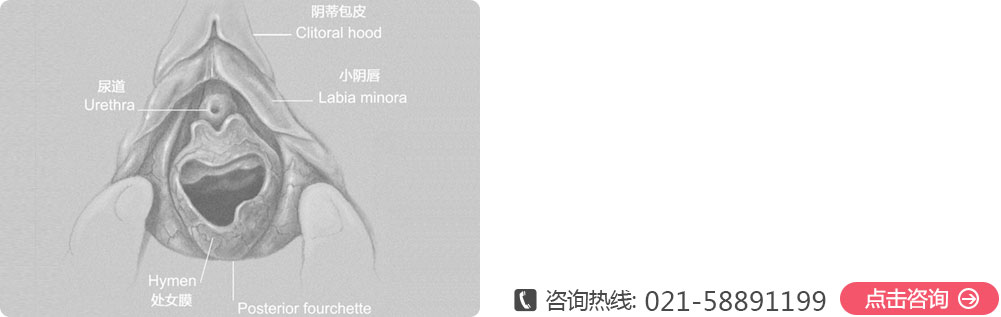 阴蒂包皮
Clitoral hood
小阴唇
Labia minora
尿道
Urethra
Hymen
处女膜
Posterior fourchette
咨询热线: 021-58891199
点击咨询